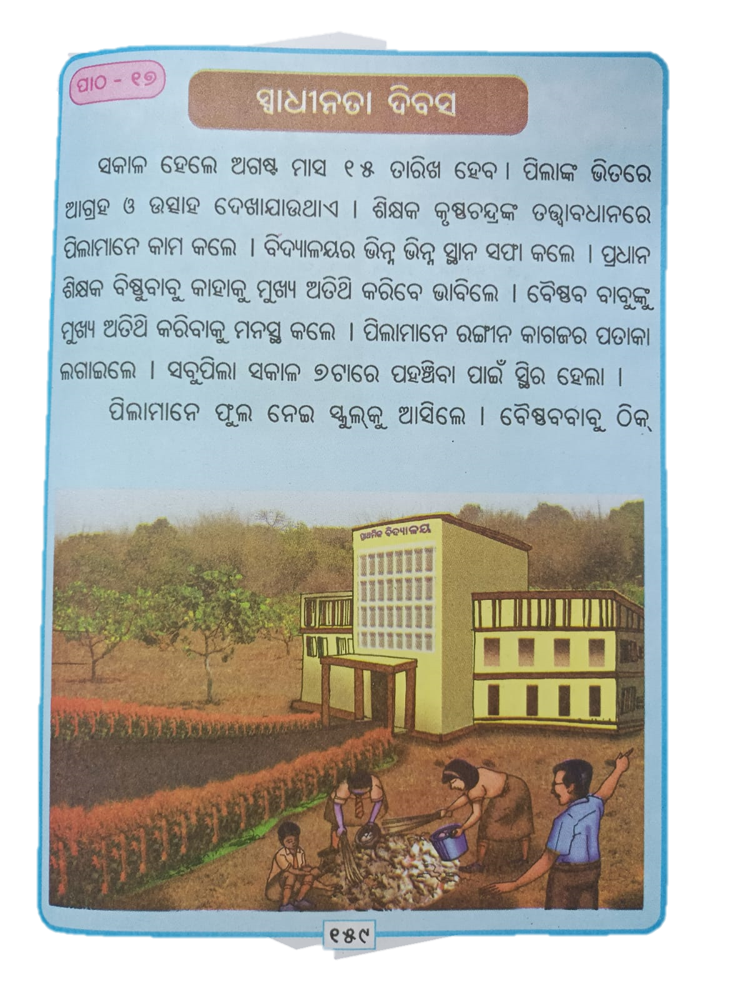 ପାଠ - ୧୭
ସ୍ଵାଧୀନତା ଦିବସ
ସକାଳ ହେଲେ ଅଗଷ୍ଟ ମାସ ୧୫ ତାରିଖ ହେବ । ପିଲାଙ୍କ ଭିତରେ
ଆଗ୍ରହ ଓ ଉତ୍ସାହ ଦେଖାଯାଉଥାଏ । ଶିକ୍ଷକ କୃଷ୍ଣଚନ୍ଦ୍ରଙ୍କ ତତ୍ତ୍ୱାବଧାନରେ
ପିଲାମାନେ କାମ କଲେ । ବିଦ୍ୟାଳୟର ଭିନ୍ନ ଭିନ୍ନ ସ୍ଥାନ ସଫା କଲେ । ପ୍ରଧାନ
ଶିକ୍ଷକ ବିଷ୍ଣୁବାବୁ କାହାକୁ ମୁଖ୍ୟ ଅତିଥି କରିବେ ଭାବିଲେ । ବୈଷ୍ଣବ ବାବୁଙ୍କୁ
ମୁଖ୍ୟ ଅତିଥି କରିବାକୁ ମନସ୍ଥ କଲେ । ପିଲାମାନେ ରଙ୍ଗୀନ କାଗଜର ପତାକା
ଲଗାଇଲେ । ସବୁପିଲା ସକାଳ ୭ଟାରେ ପହଞ୍ଚିବା ପାଇଁ ସ୍ଥିର ହେଲା ।
ପିଲାମାନେ ଫୁଲ ନେଇ ସ୍କୁଲ୍‌କୁ ଆସିଲେ । ବୈଷ୍ଣବବାବୁ ଠିକ୍
ପ୍ରାଥମିକ ବିଦ୍ୟାଳୟ
୧୫୯